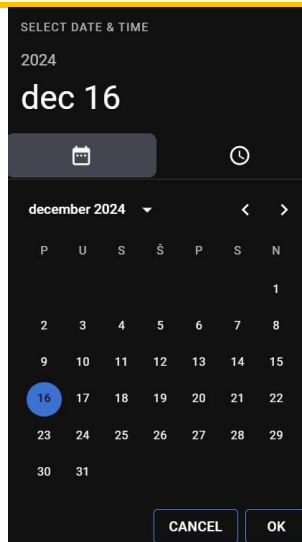 SELECT DATE & TIME
2024
dec 16
december 2024
P U S Š P S N
1
2 3 4 5 6 7 8
9 10 11 12 13 14 15
16 17 18 19 20 21 22
23 24 25 26 27 28 29
30 31
CANCEL OK